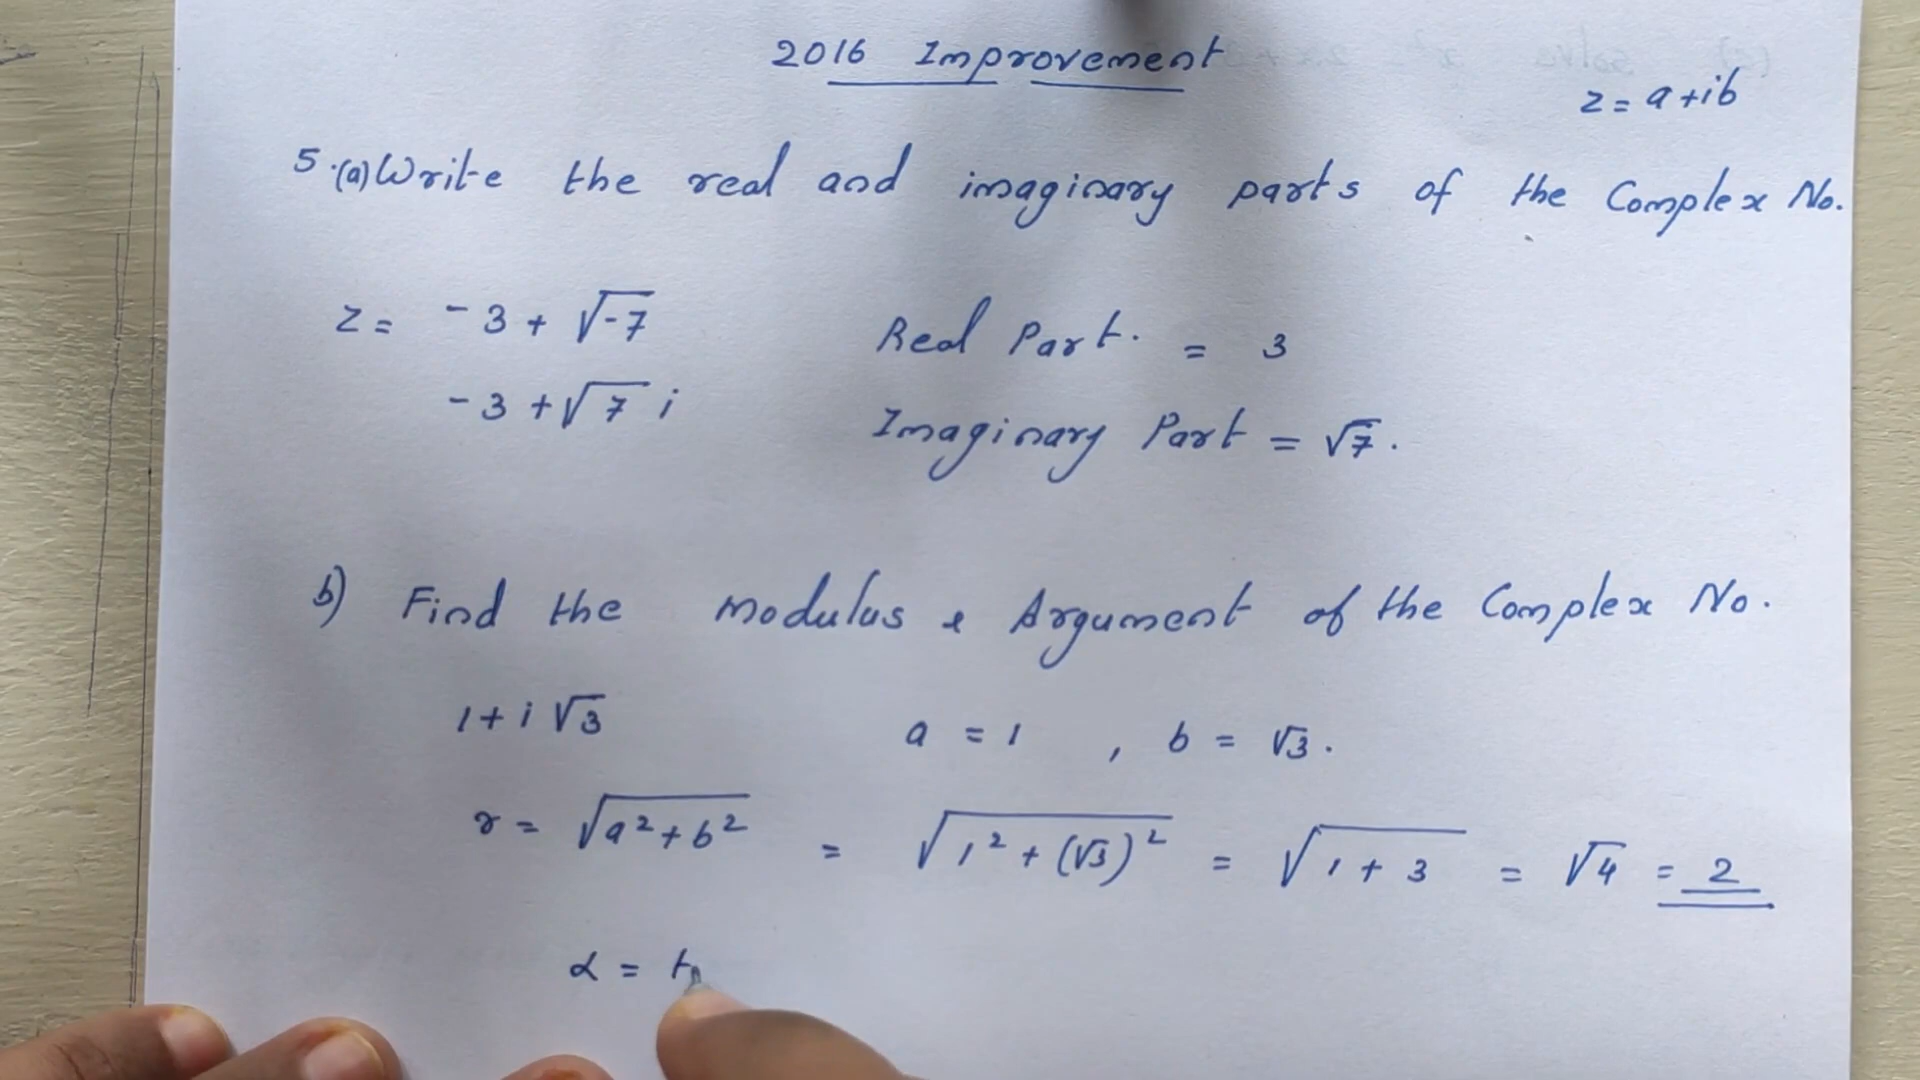 2016 Improvement
z = a+ib
5.(a) Write the real and imaginary parts of the Complex No.
z = -3 + √-7
Real Part. = 3
-3 + √7 i
Imaginary Part = √7.
b) Find the modulus & Argument of the Complex No.
1 + i √3
a = 1 , b = √3.
r = √a²+b² = √1² + (√3)² = √1 + 3 = √4 = 2
α = t